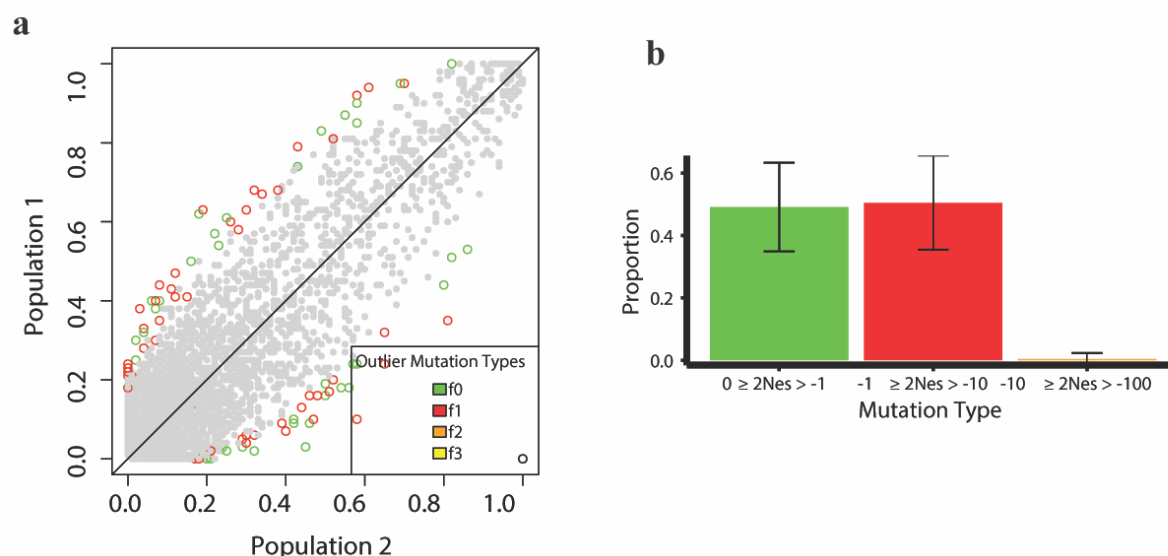 a
Population 1
0.0 0.2 0.4 0.6 0.8 1.0
Outlier Mutation Types
f0
f1
f2
f3
0.0 0.2 0.4 0.6 0.8 1.0
Population 2
b
Proportion
0.6
0.4
0.2
0.0
0 ≥ 2Nes > -1 -1 ≥ 2Nes > -10 -10 ≥ 2Nes > -100
Mutation Type